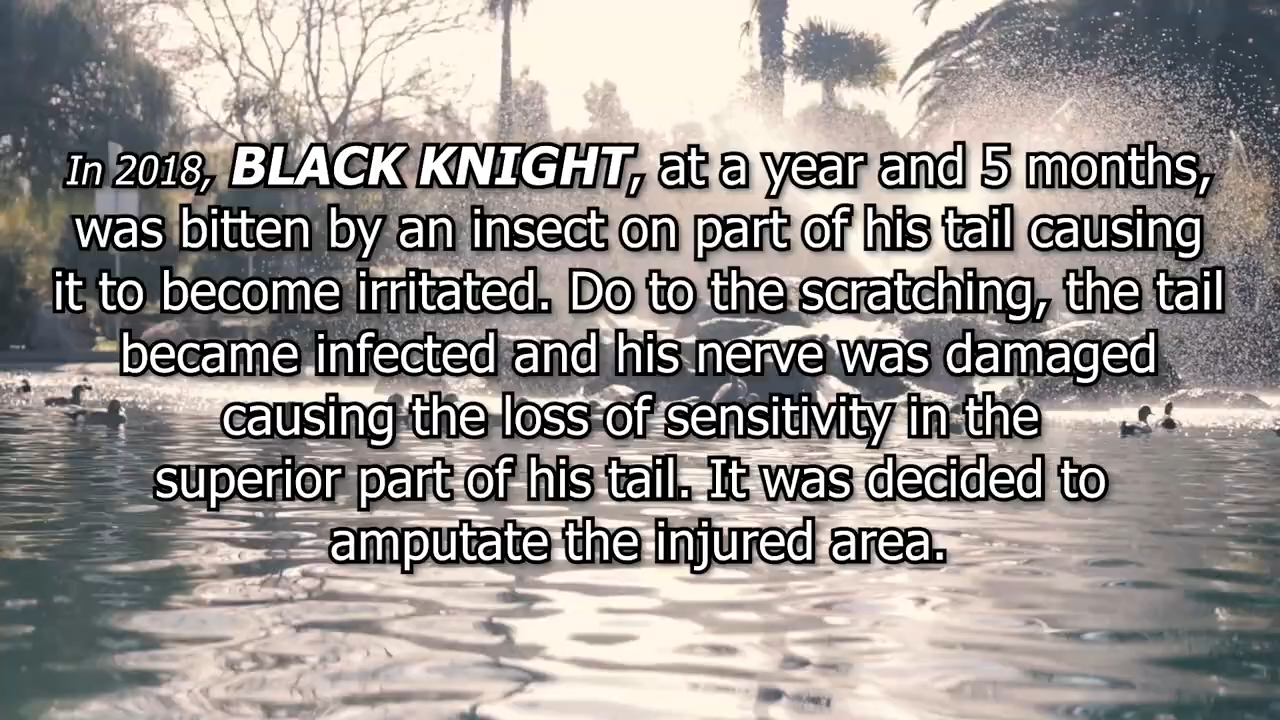 In 2018, BLACK KNIGHT, at a year and 5 months,
was bitten by an insect on part of his tail causing
it to become irritated. Do to the scratching, the tail
became infected and his nerve was damaged
causing the loss of sensitivity in the
superior part of his tail. It was decided to
amputate the injured area.